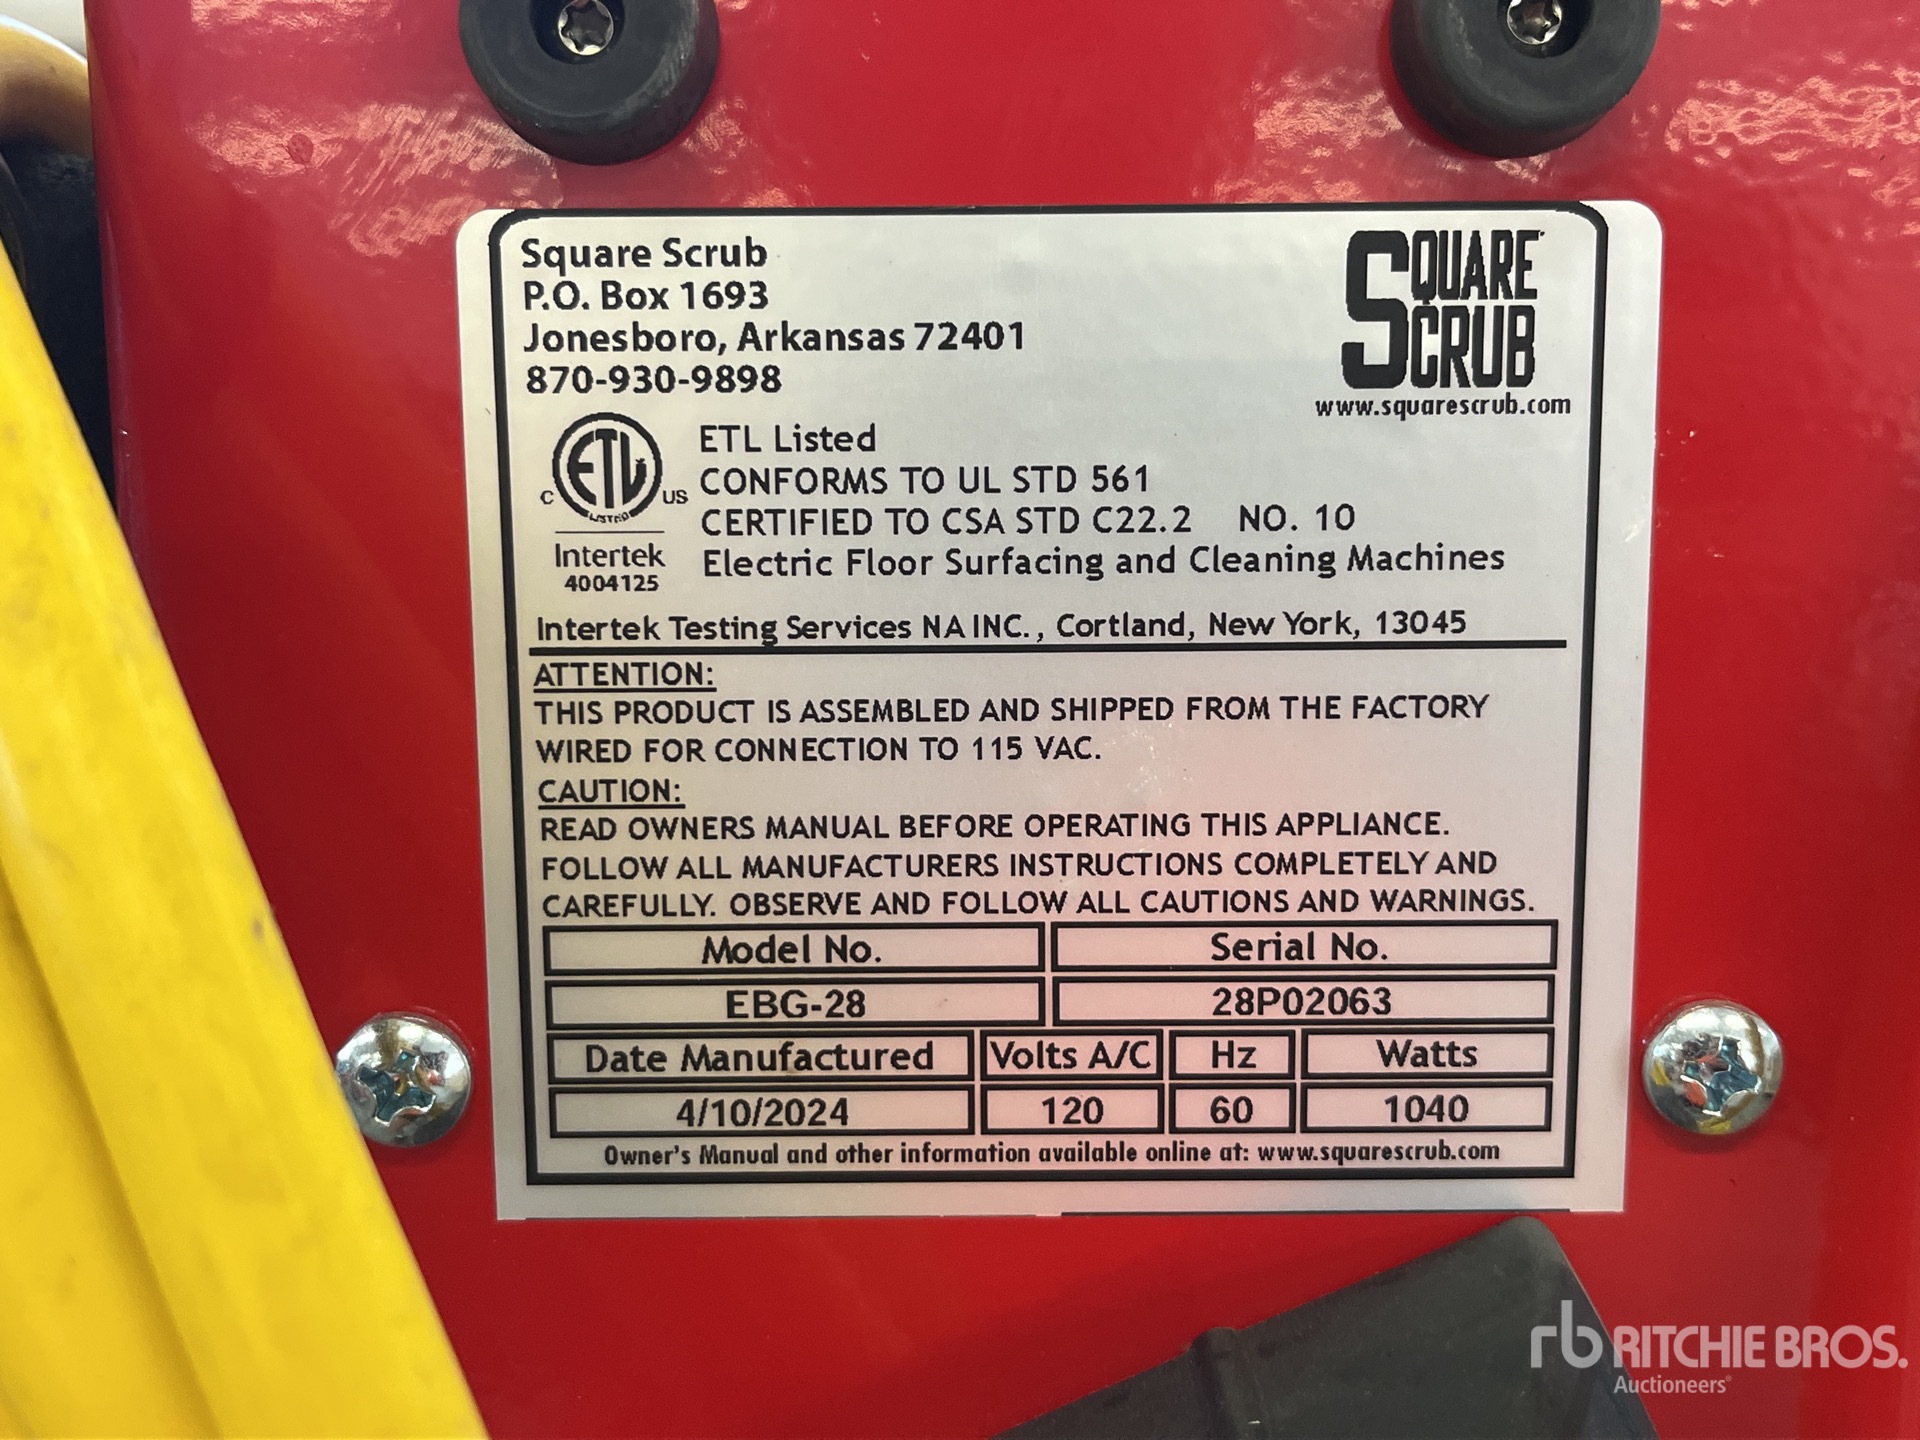 Square Scrub
P.O. Box 1693
Jonesboro, Arkansas 72401
870-930-9898
SQUARE
SCRUB
www.squarescrub.com
ETL
LISTED
C
US
Intertek
4004125
ETL Listed
CONFORMS TO UL STD 561
CERTIFIED TO CSA STD C22.2 NO. 10
Electric Floor Surfacing and Cleaning Machines
Intertek Testing Services NA INC., Cortland, New York, 13045
ATTENTION:
THIS PRODUCT IS ASSEMBLED AND SHIPPED FROM THE FACTORY
WIRED FOR CONNECTION TO 115 VAC.
CAUTION:
READ OWNERS MANUAL BEFORE OPERATING THIS APPLIANCE.
FOLLOW ALL MANUFACTURERS INSTRUCTIONS COMPLETELY AND
CAREFULLY. OBSERVE AND FOLLOW ALL CAUTIONS AND WARNINGS.
Model No. Serial No.
EBG-28 28P02063
Date Manufactured Volts A/C Hz Watts
4/10/2024 120 60 1040
Owner's Manual and other information available online at: www.squarescrub.com
rb RITCHIE BROS.
Auctioneers